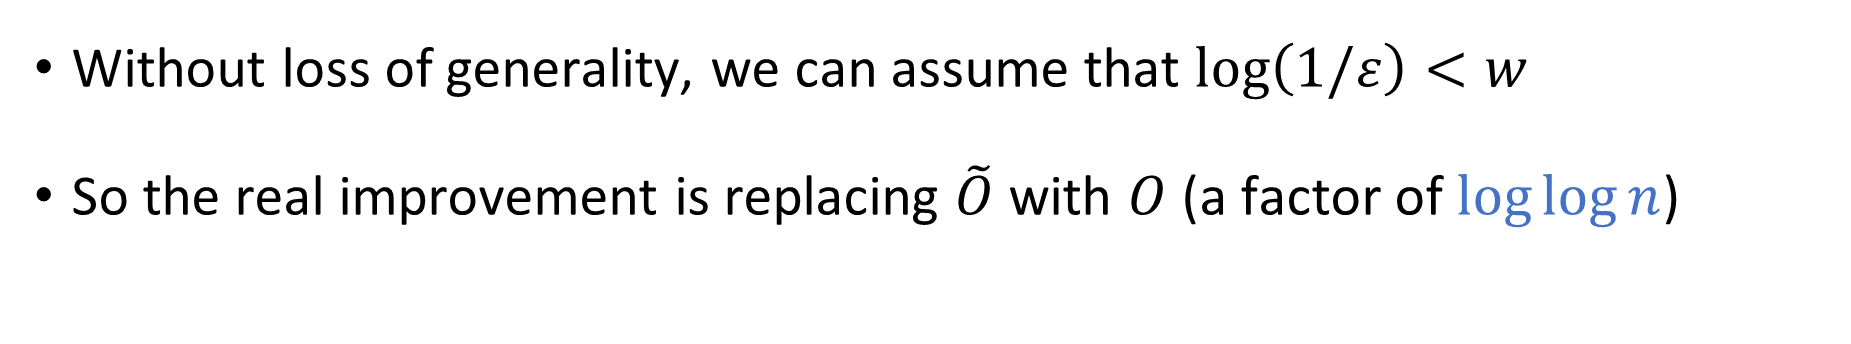 • Without loss of generality, we can assume that log(1/ε) < w
• So the real improvement is replacing Õ with O (a factor of log log n)